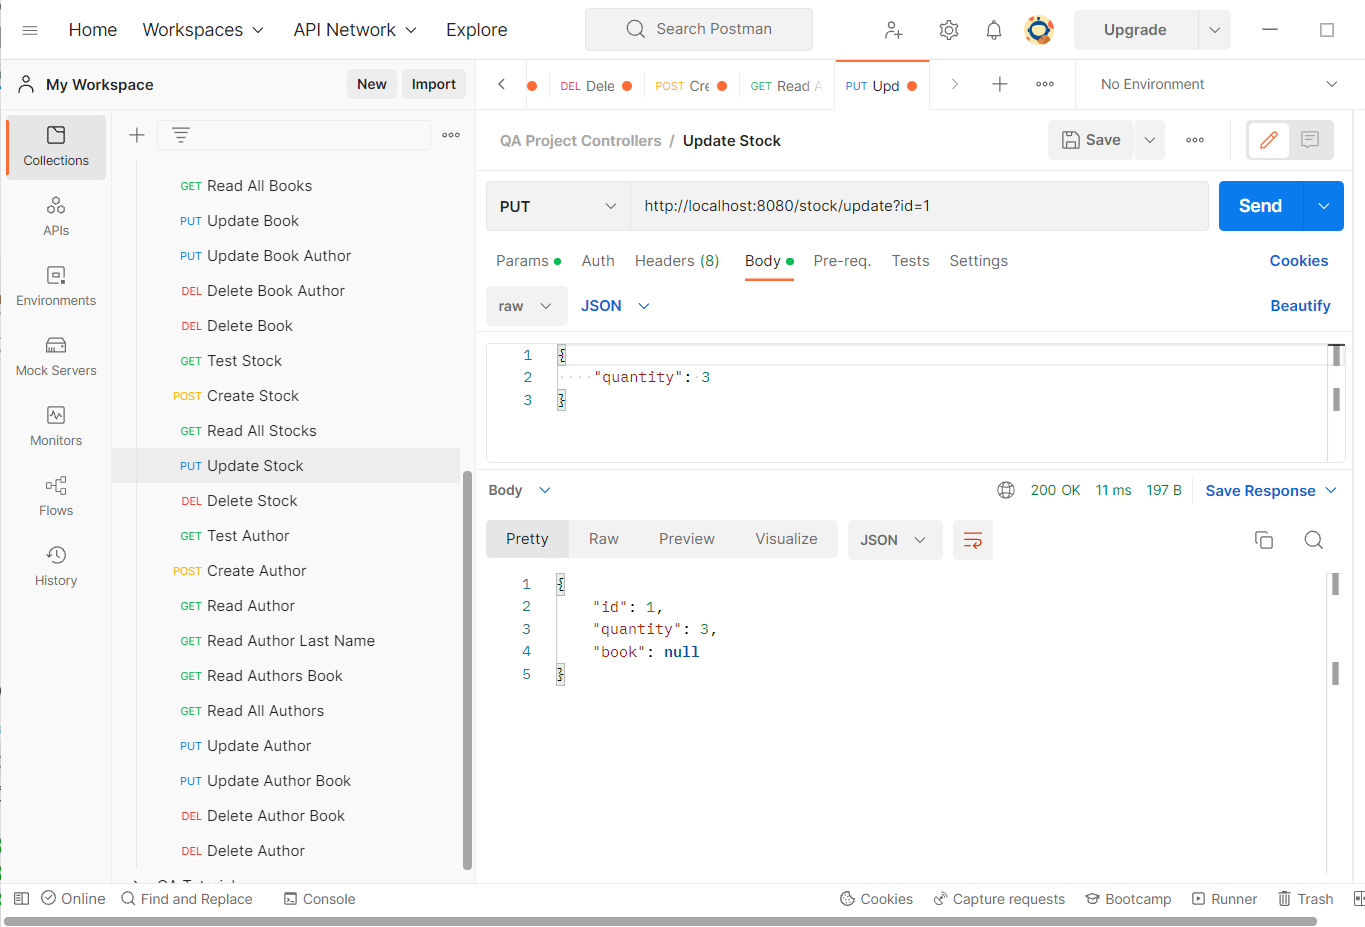 Home Workspaces API Network Explore Search Postman Upgrade
My Workspace New Import DEL Dele POST Cre GET Read A PUT Upd No Environment
Collections
APIs
Environments
Mock Servers
Monitors
Flows
History
GET Read All Books
PUT Update Book
PUT Update Book Author
DEL Delete Book Author
DEL Delete Book
GET Test Stock
POST Create Stock
GET Read All Stocks
PUT Update Stock
DEL Delete Stock
GET Test Author
POST Create Author
GET Read Author
GET Read Author Last Name
GET Read Authors Book
GET Read All Authors
PUT Update Author
PUT Update Author Book
DEL Delete Author Book
DEL Delete Author
QA Project Controllers / Update Stock Save
PUT http://localhost:8080/stock/update?id=1 Send
Params Auth Headers (8) Body Pre-req. Tests Settings Cookies
raw JSON Beautify
1 {
2 "quantity": 3
3 }
Body 200 OK 11 ms 197 B Save Response
Pretty Raw Preview Visualize JSON
1 {
2 "id": 1,
3 "quantity": 3,
4 "book": null
5 }
Online Find and Replace Console Cookies Capture requests Bootcamp Runner Trash